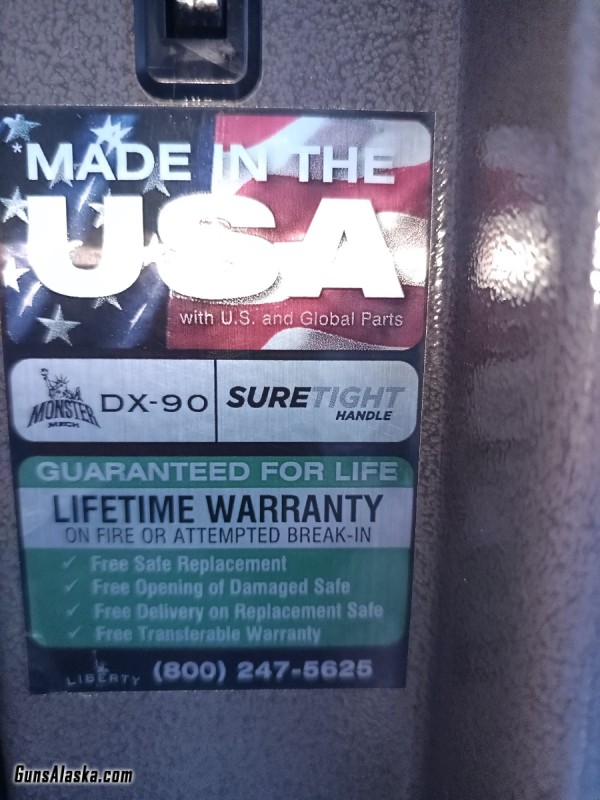 *MADE IN THE
USA
with U.S. and Global Parts
MONSTER
MECH
DX-90
SURETIGHT
HANDLE
GUARANTEED FOR LIFE
LIFETIME WARRANTY
ON FIRE OR ATTEMPTED BREAK-IN
✓ Free Safe Replacement
✓ Free Opening of Damaged Safe
✓ Free Delivery on Replacement Safe
✓ Free Transferable Warranty
LIBERTY (800) 247-5625
GunsAlaska.com